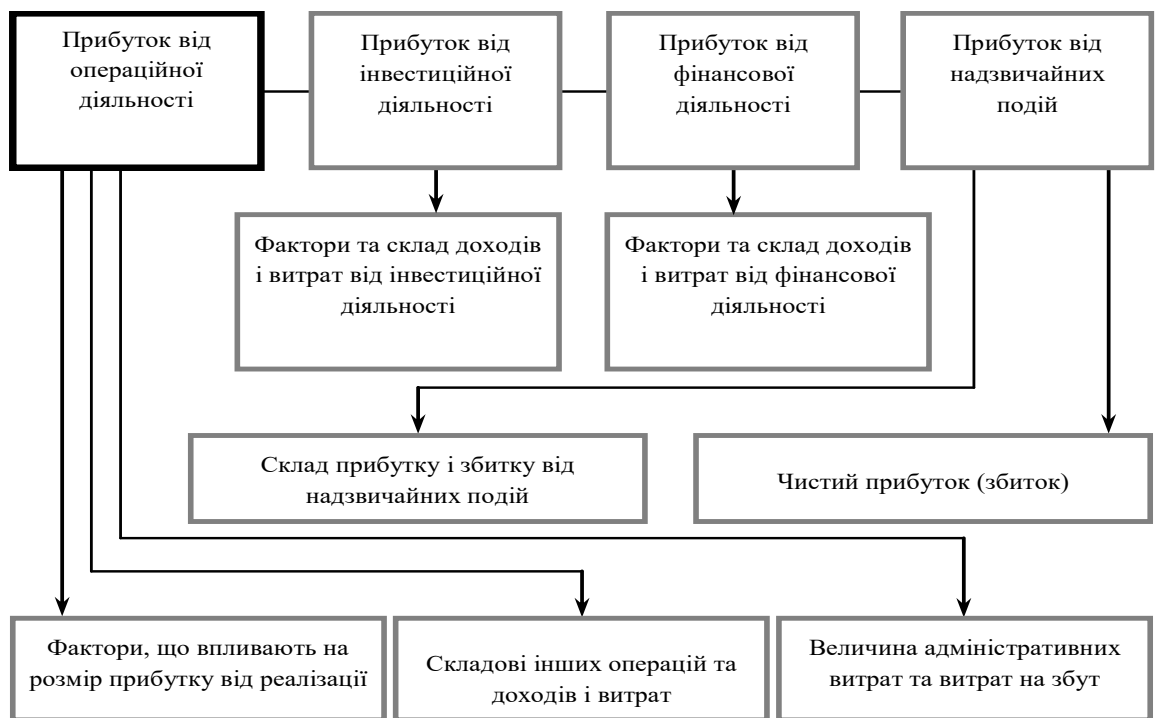 Прибуток від
операційної
діяльності
Прибуток від
інвестиційної
діяльності
Прибуток від
фінансової
діяльності
Прибуток від
надзвичайних
подій
Фактори та склад доходів
і витрат від інвестиційної
діяльності
Фактори та склад доходів
і витрат від фінансової
діяльності
Склад прибутку і збитку від
надзвичайних подій
Чистий прибуток (збиток)
Фактори, що впливають на
розмір прибутку від реалізації
Складові інших операцій та
доходів і витрат
Величина адміністративних
витрат та витрат на збут